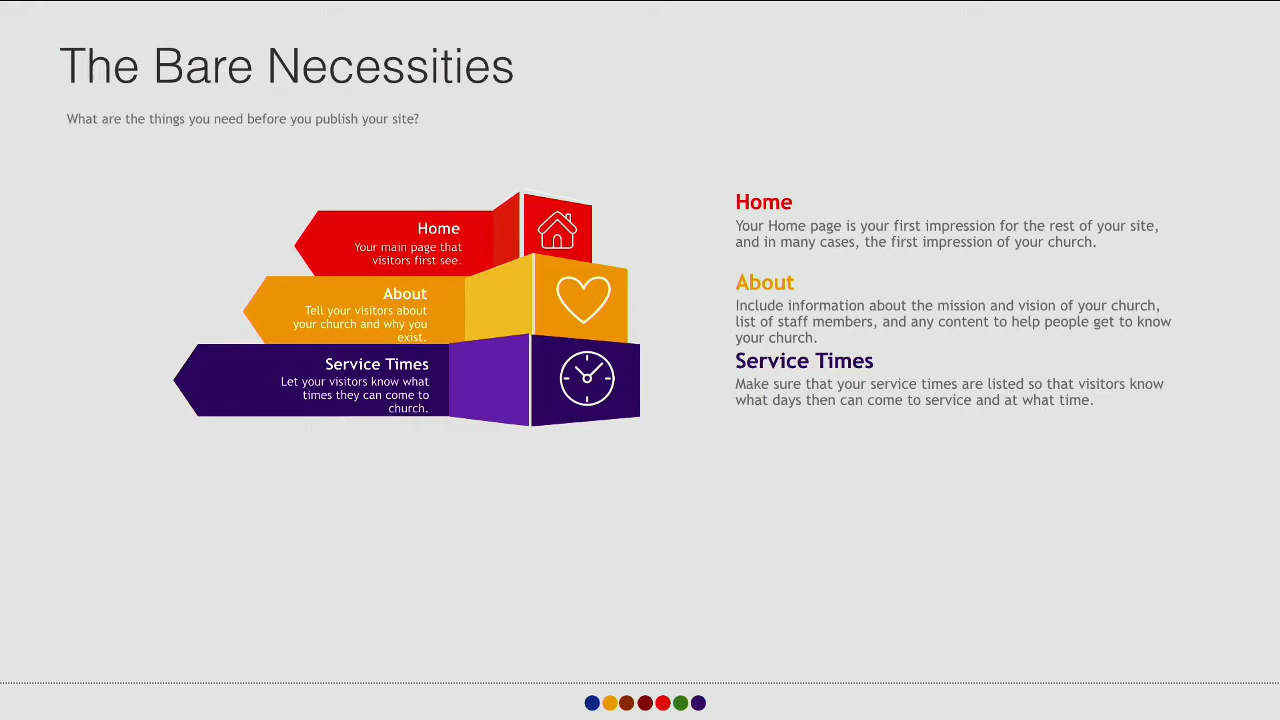 The Bare Necessities
What are the things you need before you publish your site?
Home
Your main page that
visitors first see.
About
Tell your visitors about
your church and why you
exist.
Service Times
Let your visitors know what
times they can come to
church.
Home
Your Home page is your first impression for the rest of your site,
and in many cases, the first impression of your church.
About
Include information about the mission and vision of your church,
list of staff members, and any content to help people get to know
your church.
Service Times
Make sure that your service times are listed so that visitors know
what days then can come to service and at what time.